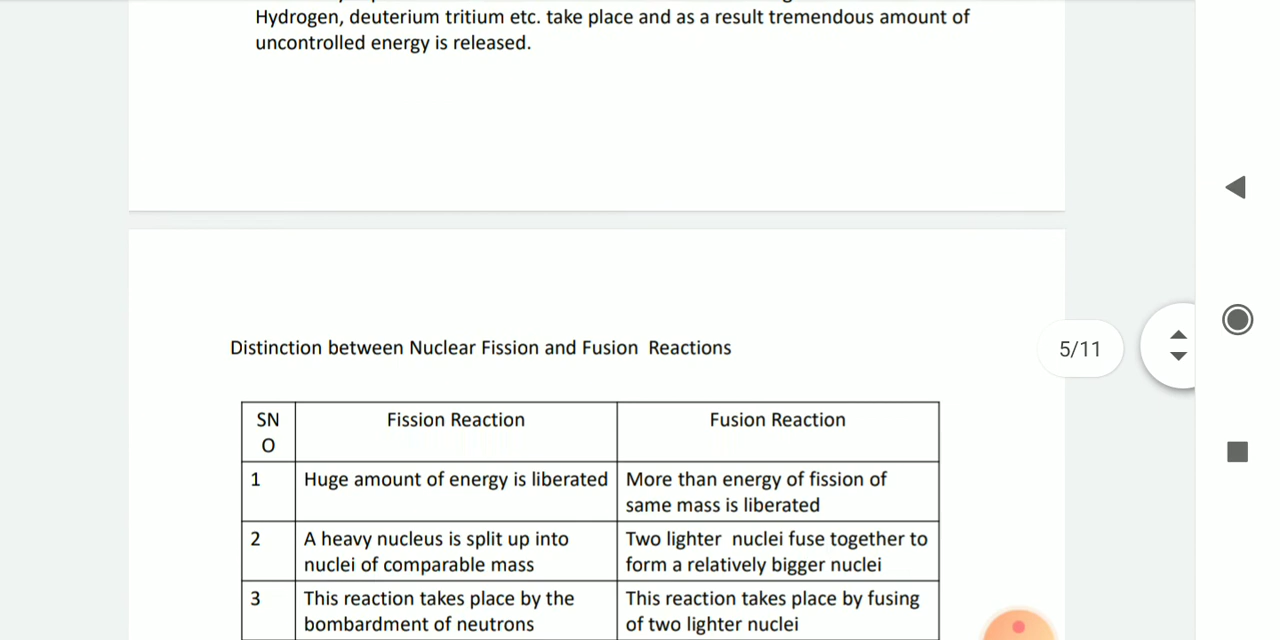 Hydrogen, deuterium tritium etc. take place and as a result tremendous amount of
uncontrolled energy is released.
Distinction between Nuclear Fission and Fusion Reactions
5/11
SN
O
Fission Reaction
Fusion Reaction
1
Huge amount of energy is liberated
More than energy of fission of
same mass is liberated
2
A heavy nucleus is split up into
nuclei of comparable mass
Two lighter nuclei fuse together to
form a relatively bigger nuclei
3
This reaction takes place by the
bombardment of neutrons
This reaction takes place by fusing
of two lighter nuclei